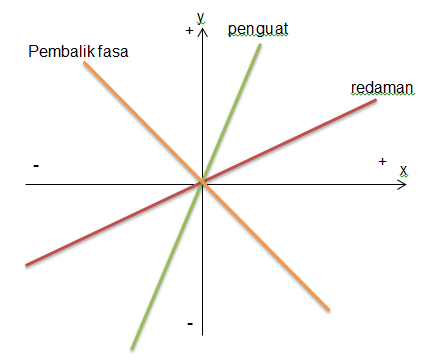 y
+
penguat
Pembalik fasa
redaman
-
+
x
-